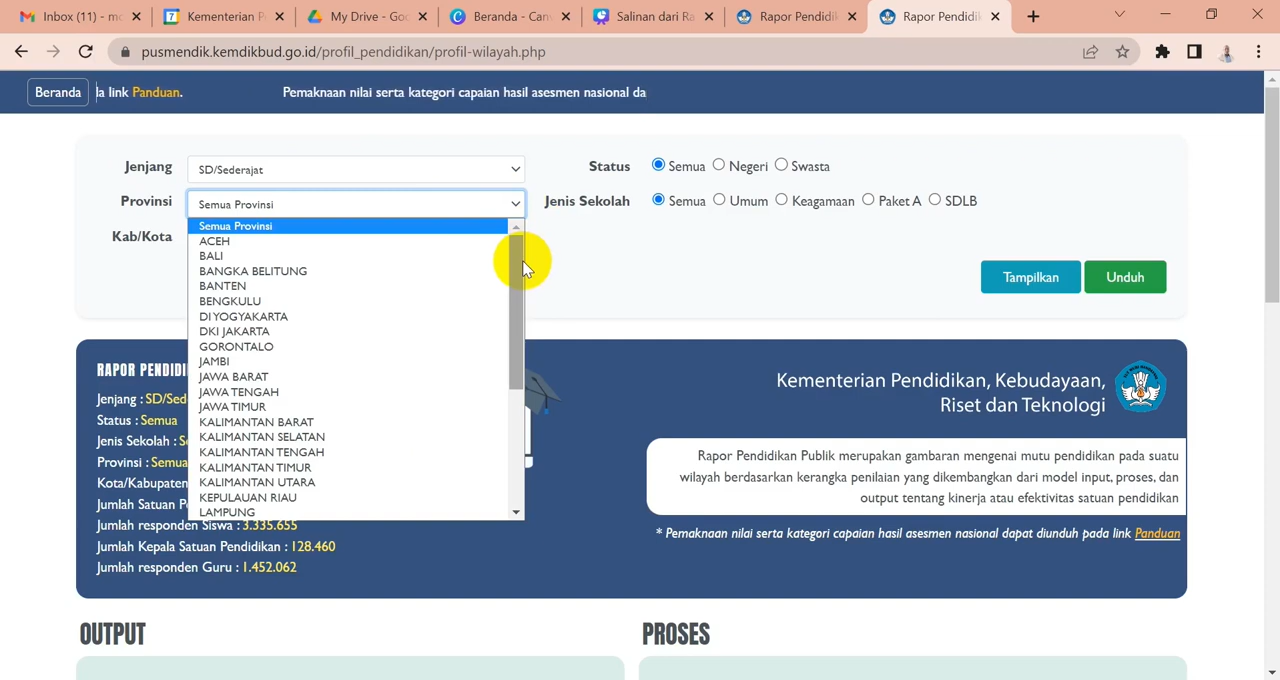 Inbox (11) - mo
Kementerian P
My Drive - Goo
Beranda - Can
Salinan dari Ra
Rapor Pendidi
Rapor Pendidi
pusmendik.kemdikbud.go.id/profil_pendidikan/profil-wilayah.php
Beranda
la link Panduan.
Pemaknaan nilai serta kategori capaian hasil asesmen nasional da
Jenjang
SD/Sederajat
Status
Semua
Negeri
Swasta
Provinsi
Semua Provinsi
Jenis Sekolah
Semua
Umum
Keagamaan
Paket A
SDLB
Kab/Kota
Semua Provinsi
ACEH
BALI
BANGKA BELITUNG
BANTEN
BENGKULU
DI YOGYAKARTA
DKI JAKARTA
GORONTALO
JAMBI
JAWA BARAT
JAWA TENGAH
JAWA TIMUR
KALIMANTAN BARAT
KALIMANTAN SELATAN
KALIMANTAN TENGAH
KALIMANTAN TIMUR
KALIMANTAN UTARA
KEPULAUAN RIAU
LAMPUNG
Tampilkan
Unduh
RAPOR PENDIDI
Jenjang : SD/Sed
Status : Semua
Jenis Sekolah : S
Provinsi : Semua
Kota/Kabupaten
Jumlah Satuan P
Jumlah responden Siswa : 3.335.655
Jumlah Kepala Satuan Pendidikan : 128.460
Jumlah responden Guru : 1.452.062
Kementerian Pendidikan, Kebudayaan,
Riset dan Teknologi
Rapor Pendidikan Publik merupakan gambaran mengenai mutu pendidikan pada suatu
wilayah berdasarkan kerangka penilaian yang dikembangkan dari model input, proses, dan
output tentang kinerja atau efektivitas satuan pendidikan
* Pemaknaan nilai serta kategori capaian hasil asesmen nasional dapat diunduh pada link Panduan
OUTPUT
PROSES